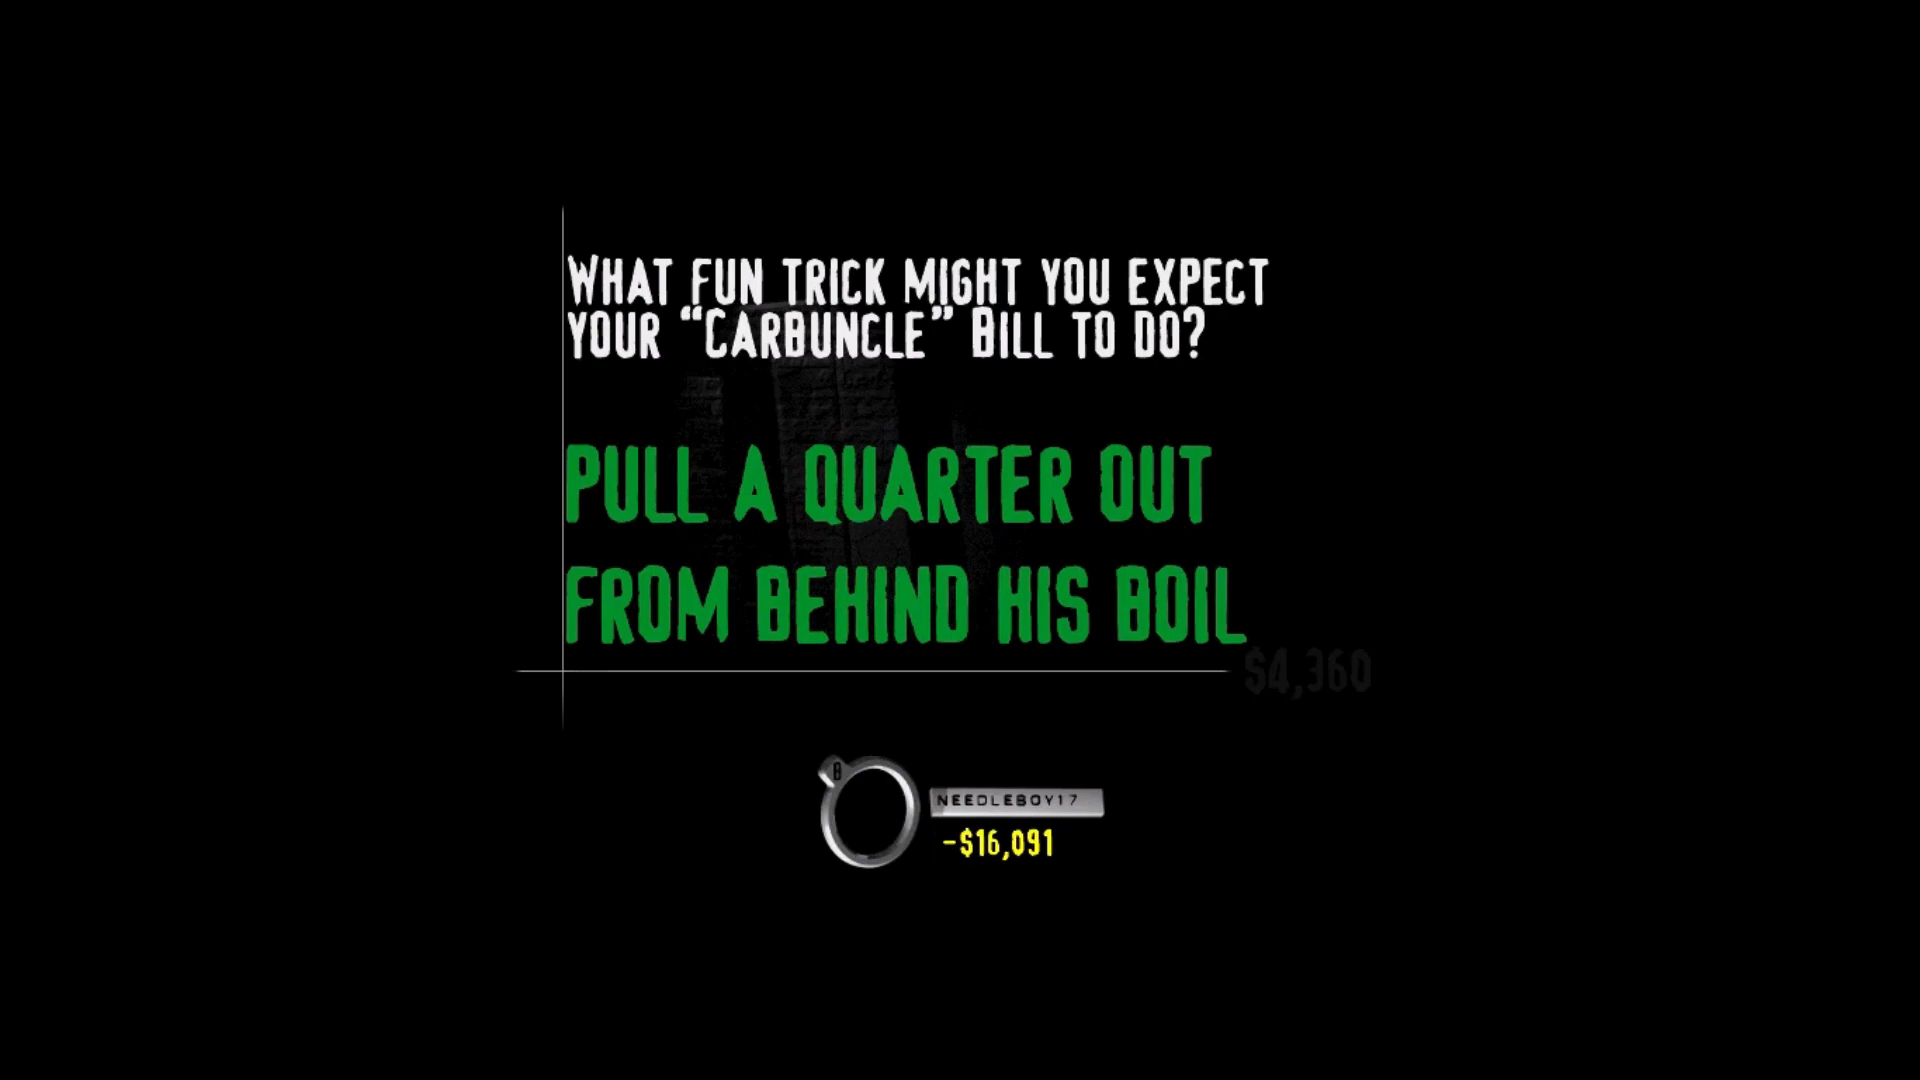 What fun trick might you expect
your “Carbuncle” Bill to do?
PULL A QUARTER OUT
FROM BEHIND HIS BOIL
$4,360
8
NEEDLEBOY17
-$16,091